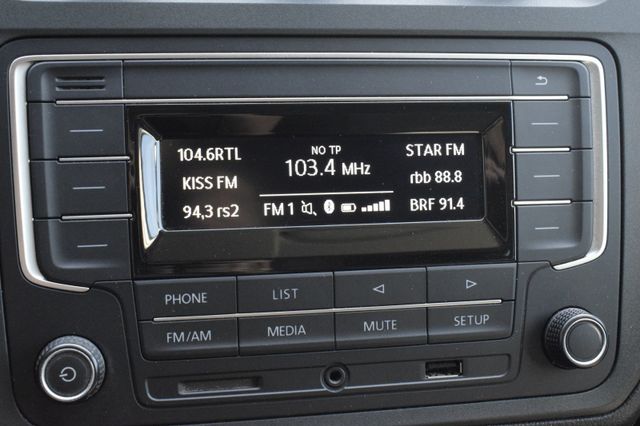 NO TP
104.6RTL
103.4 MHz
STAR FM
KISS FM
rbb 88.8
94,3 rs2
FM 1
BRF 91.4
PHONE
LIST
FM/AM
MEDIA
MUTE
SETUP